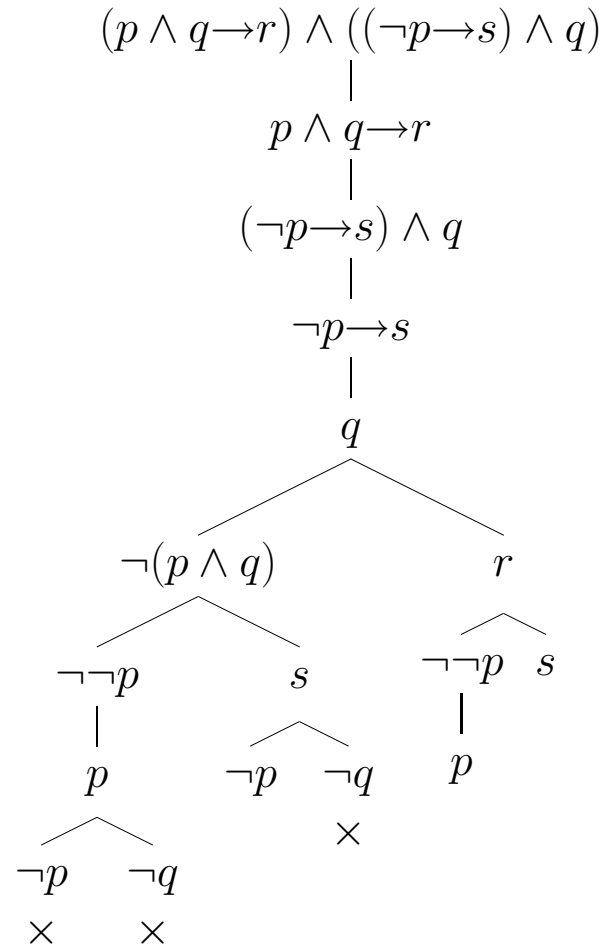 (p ∧ q→r) ∧ ((¬p→s) ∧ q)
p ∧ q→r
(¬p→s) ∧ q
¬p→s
q
¬(p ∧ q) r
¬¬p s ¬¬p s
p ¬p ¬q p
×
¬p ¬q
× ×